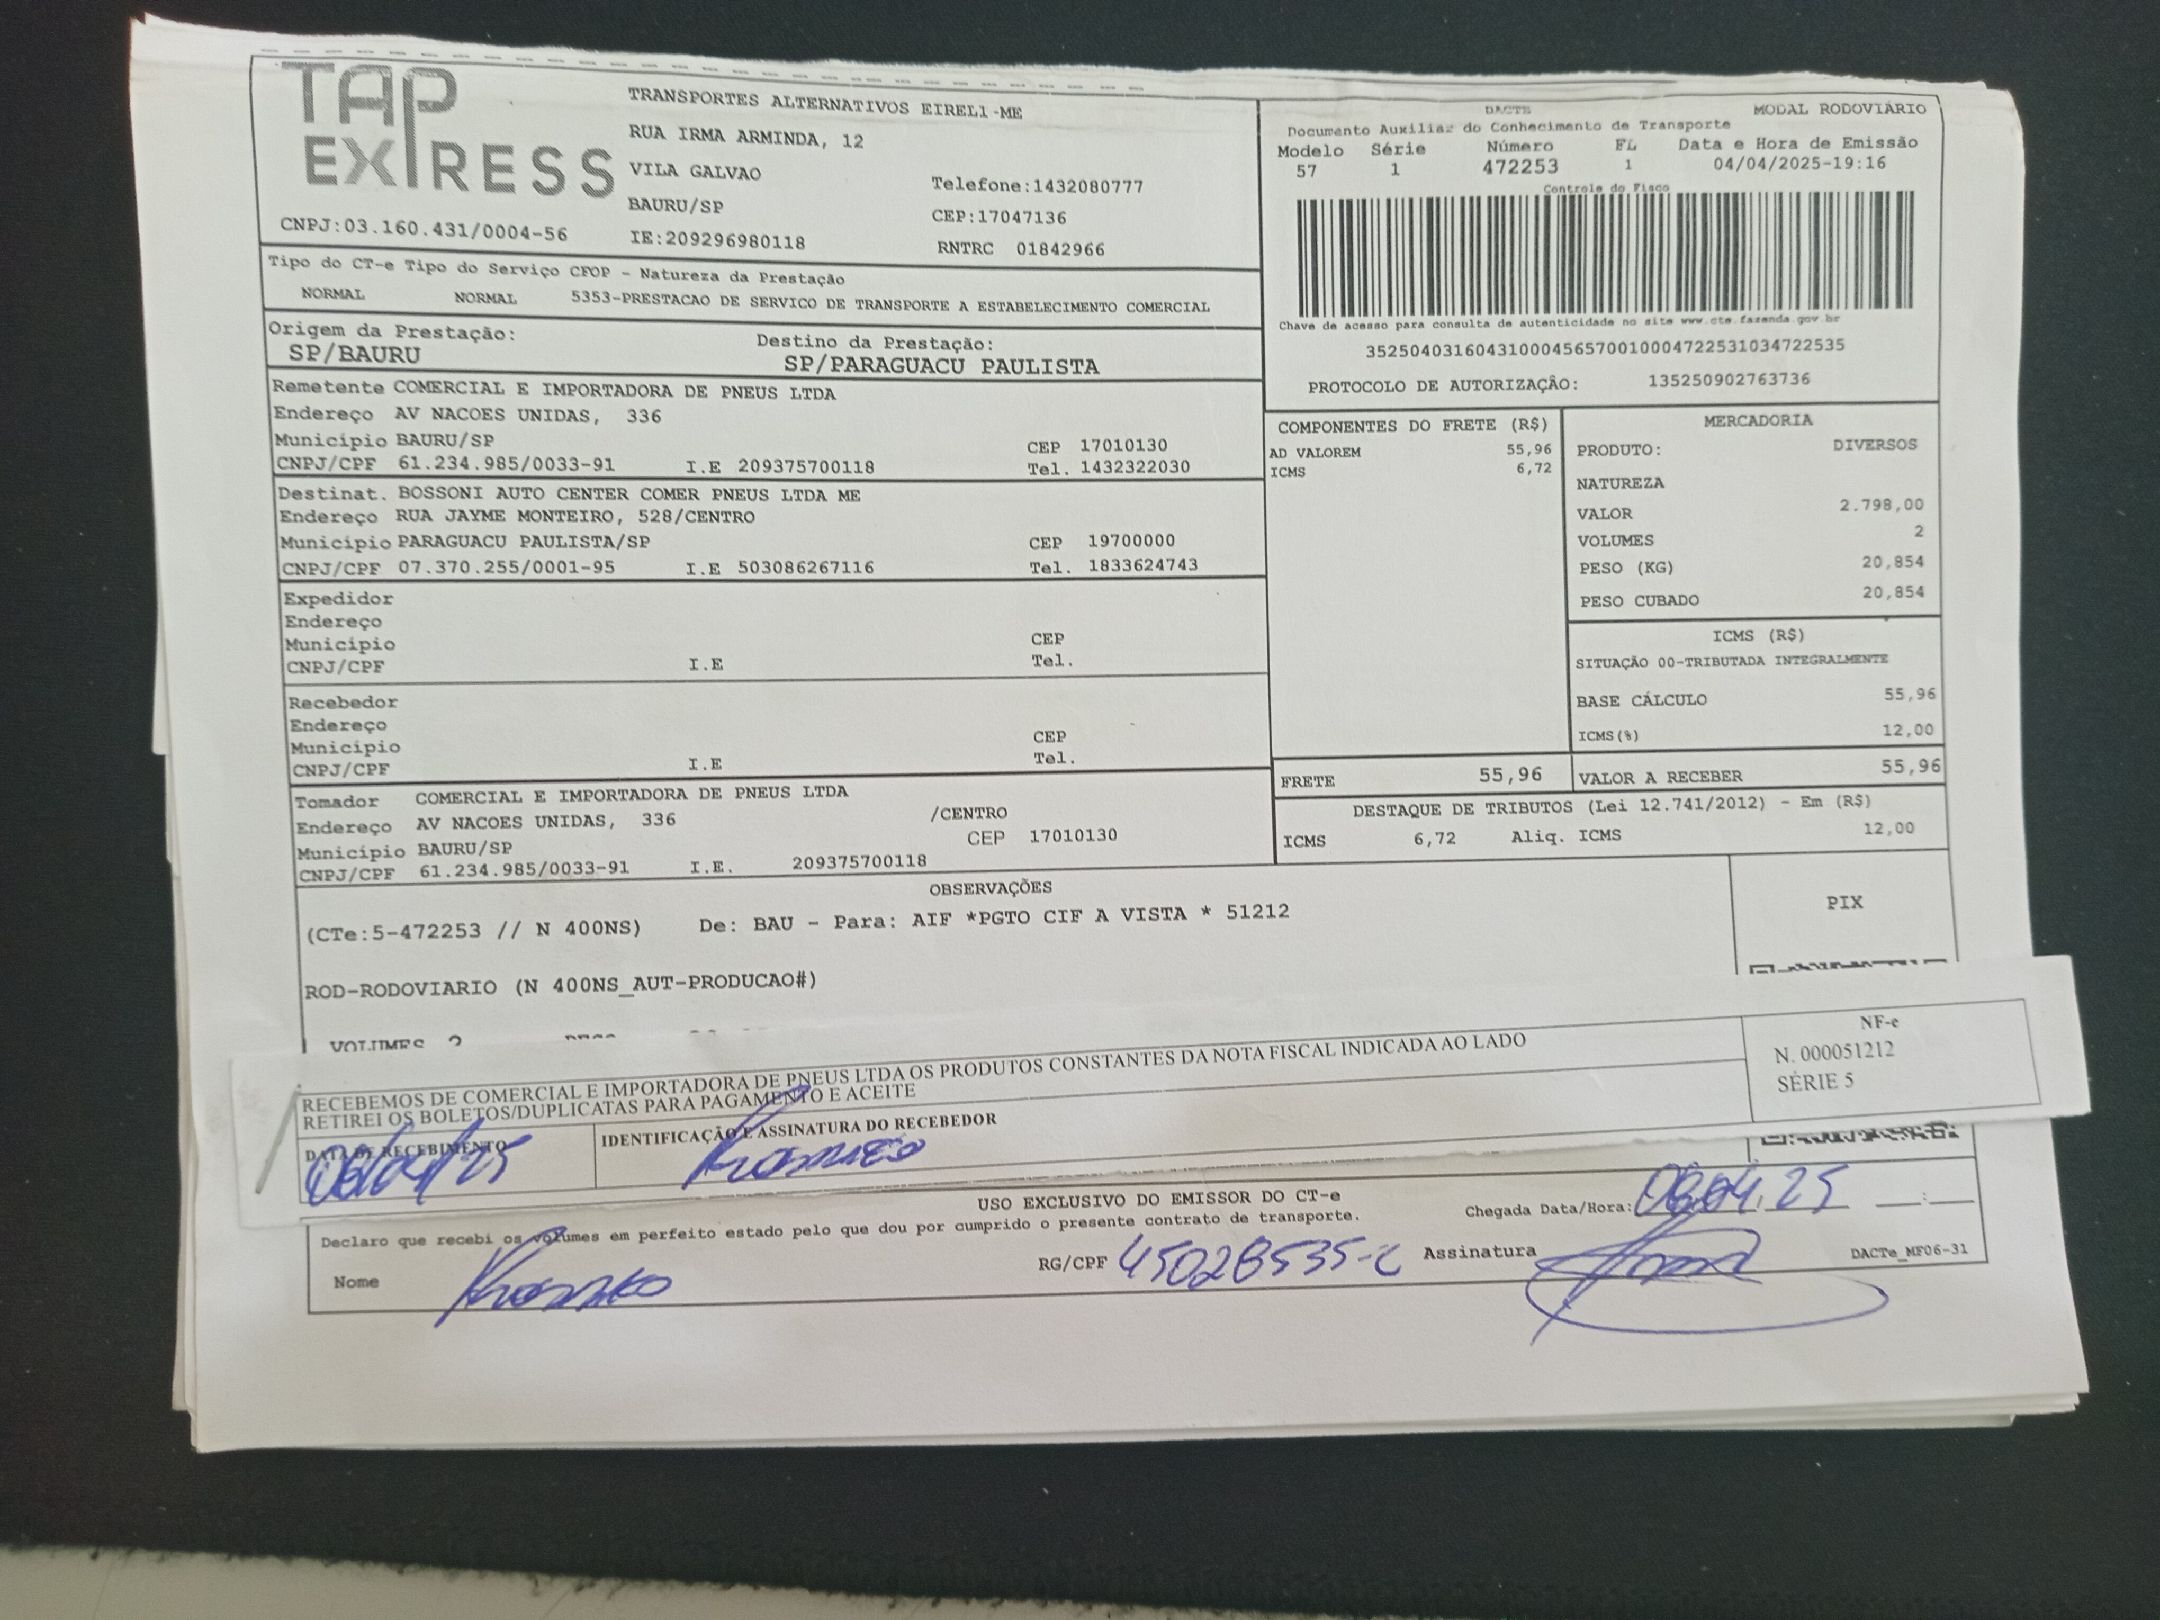 TAP EXPRESS
CNPJ:03.160.431/0004-56
TRANSPORTES ALTERNATIVOS EIRELI-ME
RUA IRMA ARMINDA, 12
VILA GALVAO
Telefone:1432080777
BAURU/SP
CEP:17047136
IE:209296980118
RNTRC 01842966
DACTE MODAL RODOVIÁRIO
Documento Auxiliar do Conhecimento de Transporte
Modelo Série Número FL Data e Hora de Emissão
57 1 472253 1 04/04/2025-19:16
Controle do Fisco
Chave de acesso para consulta de autenticidade no site www.cte.fazenda.gov.br
35250403160431000456570010004722531034722535
PROTOCOLO DE AUTORIZAÇÃO: 135250902763736
Tipo do CT-e Tipo do Serviço CFOP - Natureza da Prestação
NORMAL NORMAL 5353-PRESTACAO DE SERVICO DE TRANSPORTE A ESTABELECIMENTO COMERCIAL
Origem da Prestação: Destino da Prestação:
SP/BAURU SP/PARAGUACU PAULISTA
Remetente COMERCIAL E IMPORTADORA DE PNEUS LTDA
Endereço AV NACOES UNIDAS, 336
Município BAURU/SP CEP 17010130
CNPJ/CPF 61.234.985/0033-91 I.E 209375700118 Tel. 1432322030
Destinat. BOSSONI AUTO CENTER COMER PNEUS LTDA ME
Endereço RUA JAYME MONTEIRO, 528/CENTRO
Município PARAGUACU PAULISTA/SP CEP 19700000
CNPJ/CPF 07.370.255/0001-95 I.E 503086267116 Tel. 1833624743
Expedidor
Endereço
Município CEP
CNPJ/CPF I.E Tel.
Recebedor
Endereço
Município CEP
CNPJ/CPF I.E Tel.
Tomador COMERCIAL E IMPORTADORA DE PNEUS LTDA
Endereço AV NACOES UNIDAS, 336 /CENTRO
Município BAURU/SP CEP 17010130
CNPJ/CPF 61.234.985/0033-91 I.E. 209375700118
COMPONENTES DO FRETE (R$)
AD VALOREM 55,96
ICMS 6,72
MERCADORIA
PRODUTO: DIVERSOS
NATUREZA
VALOR 2.798,00
VOLUMES 2
PESO (KG) 20,854
PESO CUBADO 20,854
ICMS (R$)
SITUAÇÃO 00-TRIBUTADA INTEGRALMENTE
BASE CÁLCULO 55,96
ICMS(%) 12,00
FRETE 55,96 VALOR A RECEBER 55,96
DESTAQUE DE TRIBUTOS (Lei 12.741/2012) - Em (R$)
ICMS 6,72 Aliq. ICMS 12,00
OBSERVAÇÕES
(CTe:5-472253 // N 400NS) De: BAU - Para: AIF *PGTO CIF A VISTA * 51212
PIX
ROD-RODOVIARIO (N 400NS_AUT-PRODUCAO#)
VOLUMES 2
RECEBEMOS DE COMERCIAL E IMPORTADORA DE PNEUS LTDA OS PRODUTOS CONSTANTES DA NOTA FISCAL INDICADA AO LADO
RETIREI OS BOLETOS/DUPLICATAS PARA PAGAMENTO E ACEITE
DATA DE RECEBIMENTO IDENTIFICAÇÃO E ASSINATURA DO RECEBEDOR
08/04/25
NF-e
N. 000051212
SÉRIE 5
USO EXCLUSIVO DO EMISSOR DO CT-e
Declaro que recebi os volumes em perfeito estado pelo que dou por cumprido o presente contrato de transporte.
Chegada Data/Hora: 08.04.25
Nome RG/CPF 45028535-2 Assinatura DACTe_MF06-31